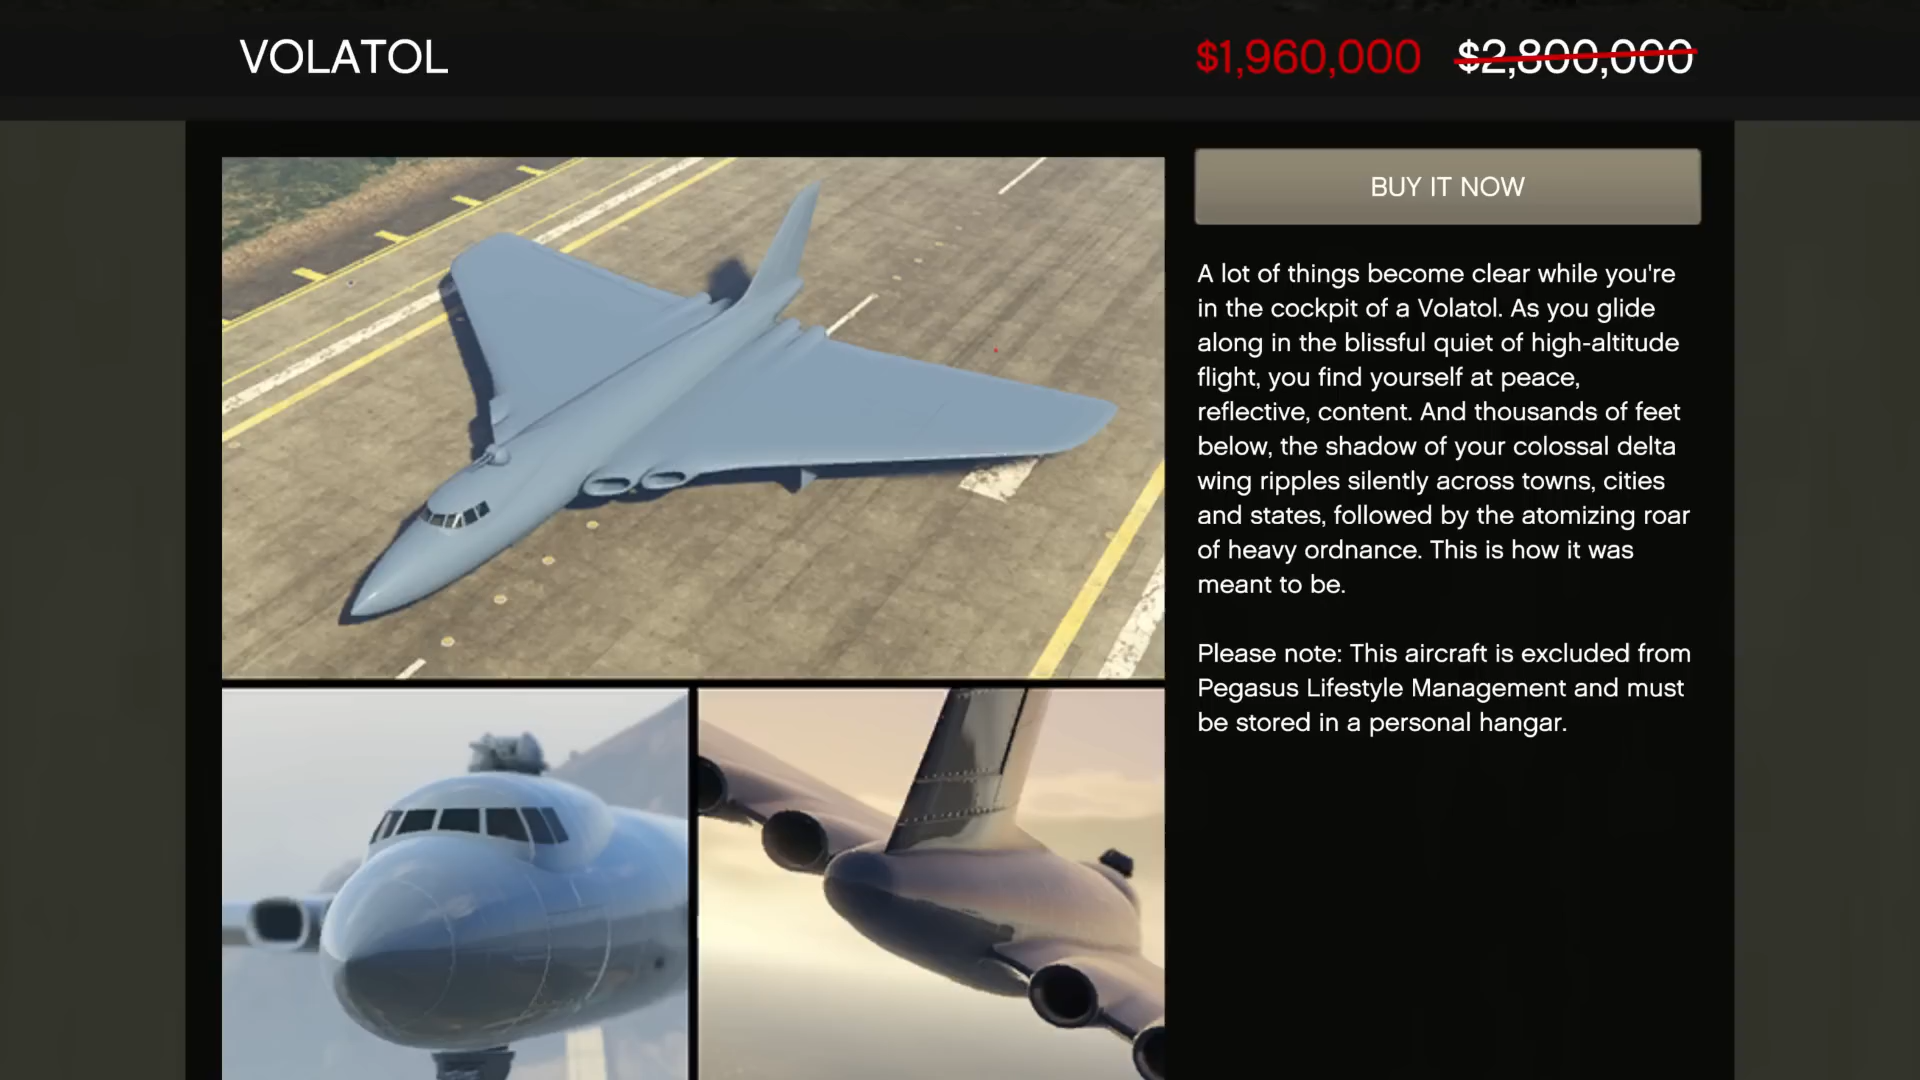 VOLATOL
$1,960,000 $2,800,000
BUY IT NOW
A lot of things become clear while you're
in the cockpit of a Volatol. As you glide
along in the blissful quiet of high-altitude
flight, you find yourself at peace,
reflective, content. And thousands of feet
below, the shadow of your colossal delta
wing ripples silently across towns, cities
and states, followed by the atomizing roar
of heavy ordnance. This is how it was
meant to be.
Please note: This aircraft is excluded from
Pegasus Lifestyle Management and must
be stored in a personal hangar.